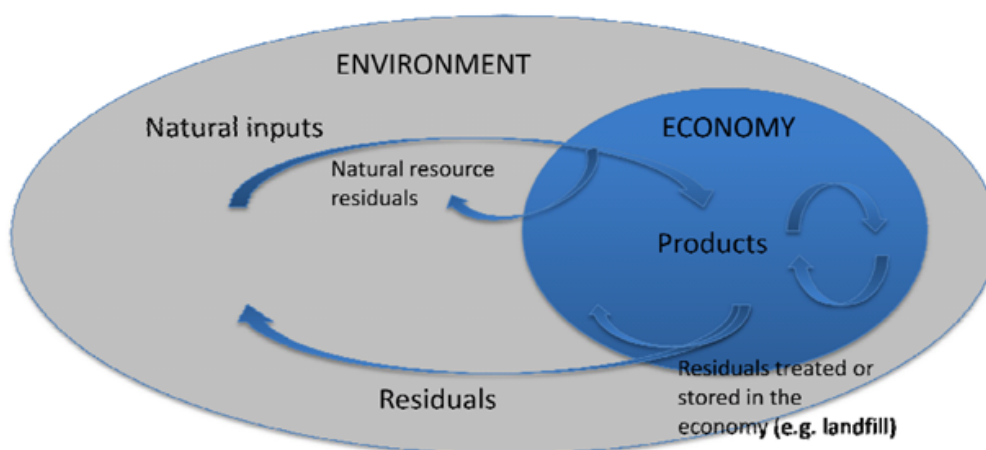 ENVIRONMENT
Natural inputs
ECONOMY
Natural resource
residuals
Products
Residuals treated or
stored in the
economy (e.g. landfill)
Residuals